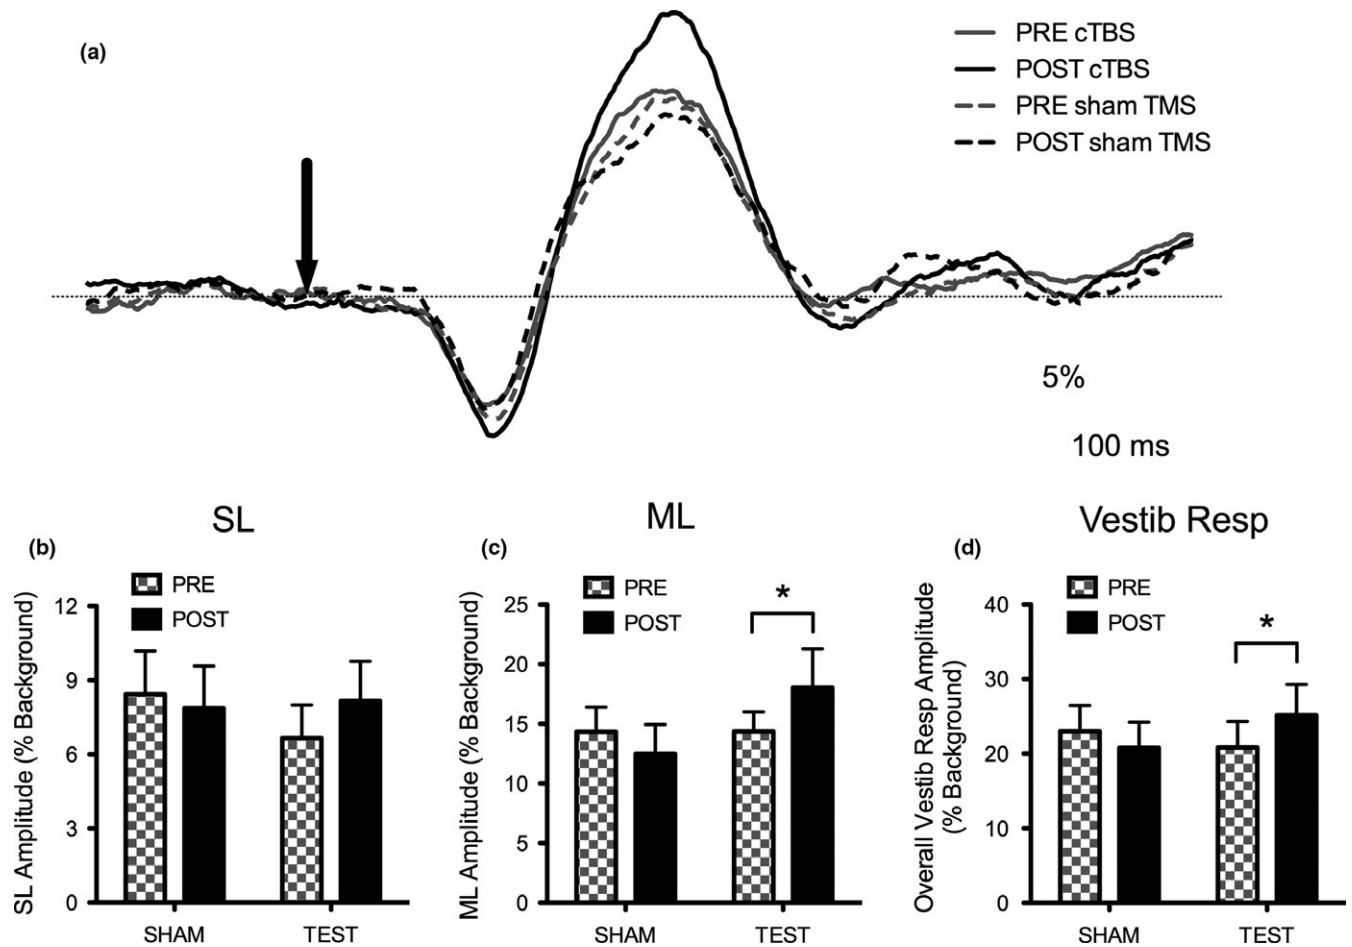 (a)
PRE cTBS
POST cTBS
PRE sham TMS
POST sham TMS
5%
100 ms
SL
(b)
PRE
POST
SL Amplitude (% Background)
12
9
6
3
0
SHAM
TEST
ML
(c)
PRE
POST
*
ML Amplitude (% Background)
25
20
15
10
5
0
SHAM
TEST
Vestib Resp
(d)
PRE
POST
*
Overall Vestib Resp Amplitude
(% Background)
40
30
20
10
0
SHAM
TEST